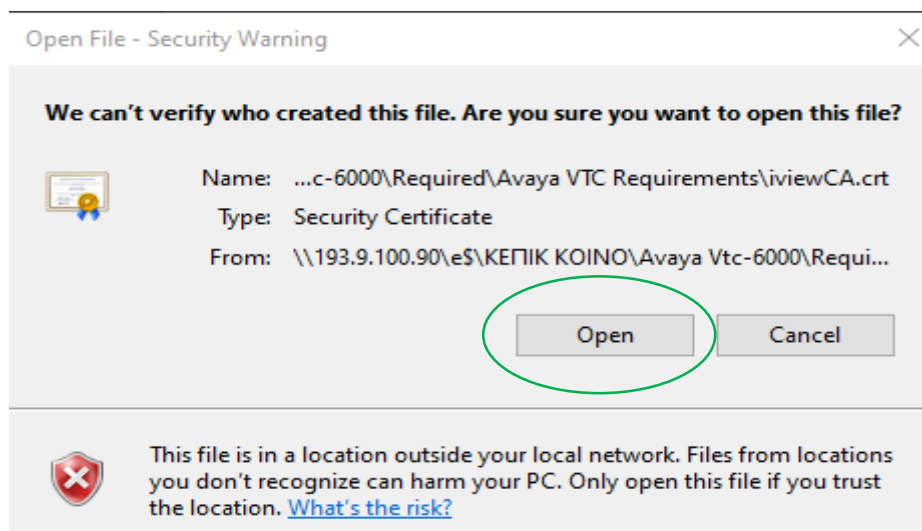 Open File - Security Warning
We can't verify who created this file. Are you sure you want to open this file?
Name: ...c-6000\Required\Avaya VTC Requirements\iviewCA.crt
Type: Security Certificate
From: \\193.9.100.90\e$\ΚΕΠΙΚ ΚΟΙΝΟ\Avaya Vtc-6000\Requi...
Open Cancel
This file is in a location outside your local network. Files from locations
you don't recognize can harm your PC. Only open this file if you trust
the location. What's the risk?